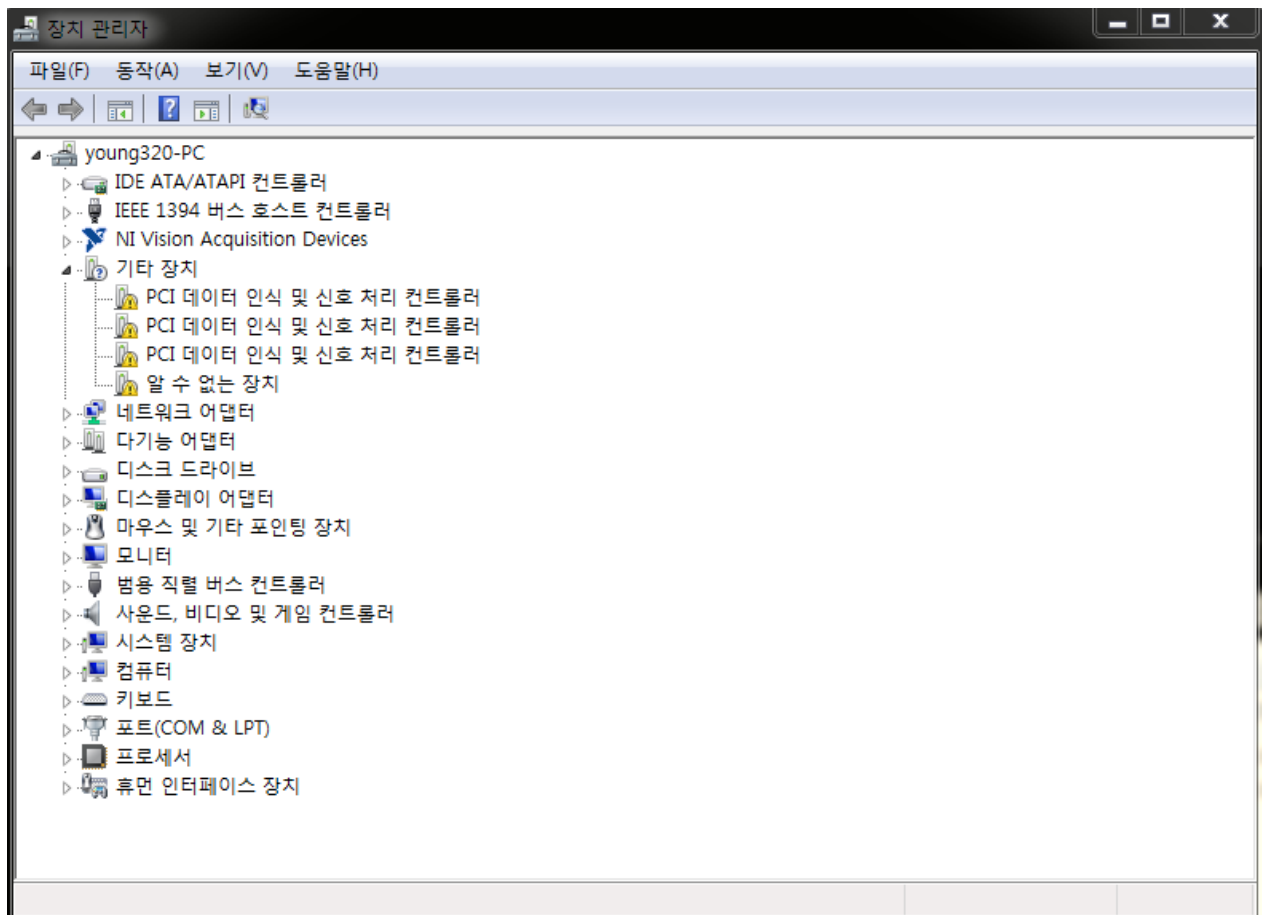 장치 관리자
파일(F) 동작(A) 보기(V) 도움말(H)
young320-PC
IDE ATA/ATAPI 컨트롤러
IEEE 1394 버스 호스트 컨트롤러
NI Vision Acquisition Devices
기타 장치
PCI 데이터 인식 및 신호 처리 컨트롤러
PCI 데이터 인식 및 신호 처리 컨트롤러
PCI 데이터 인식 및 신호 처리 컨트롤러
알 수 없는 장치
네트워크 어댑터
다기능 어댑터
디스크 드라이브
디스플레이 어댑터
마우스 및 기타 포인팅 장치
모니터
범용 직렬 버스 컨트롤러
사운드, 비디오 및 게임 컨트롤러
시스템 장치
컴퓨터
키보드
포트(COM & LPT)
프로세서
휴먼 인터페이스 장치